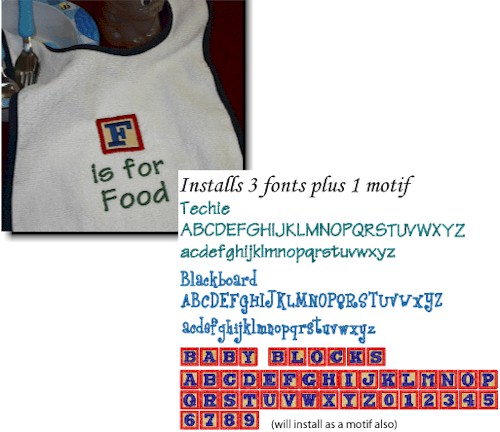 F
is for
Food
Installs 3 fonts plus 1 motif
Techie
ABCDEFGHIJKLMNOPQRSTUVWXYZ
acdefghijklmnopqrstuvwxyz
Blackboard
ABCDEFGHIJKLMNOPQRSTUVWXYZ
acdefghijklmnopqrstuvwxyz
BABY BLOCKS
ABCDEFGHIJKLMNOP
QRSTUVWXYZ012345
6789 (will install as a motif also)